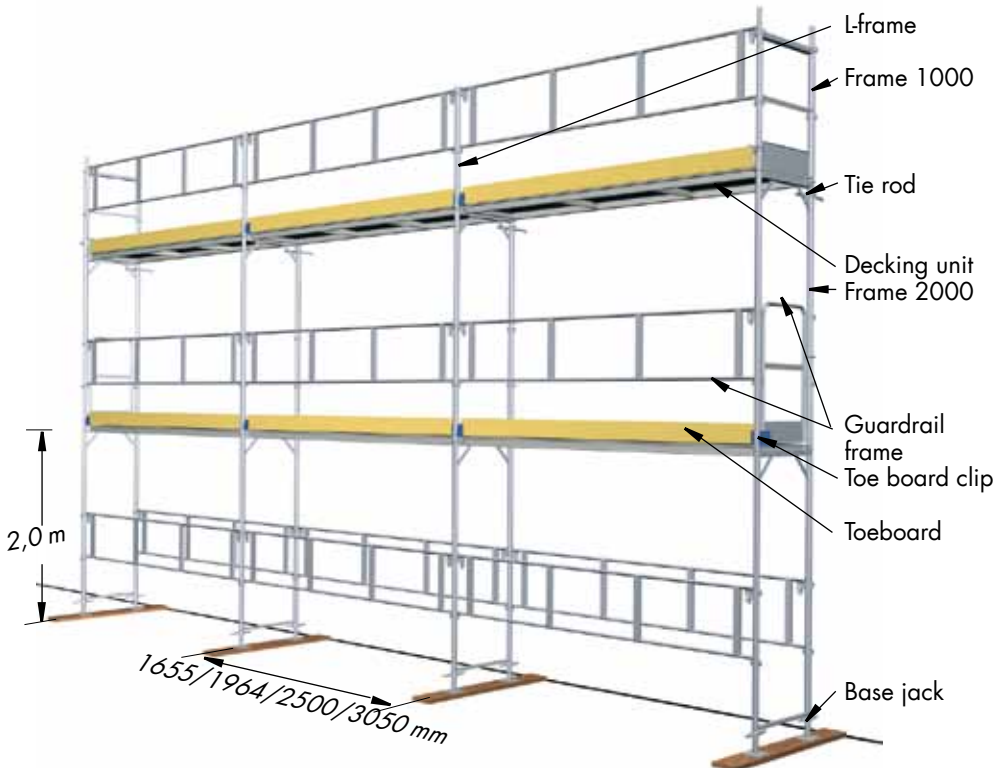 L-frame
Frame 1000
Tie rod
Decking unit
Frame 2000
Guardrail
frame
Toe board clip
Toeboard
2,0 m
1655/1964/2500/3050 mm
Base jack